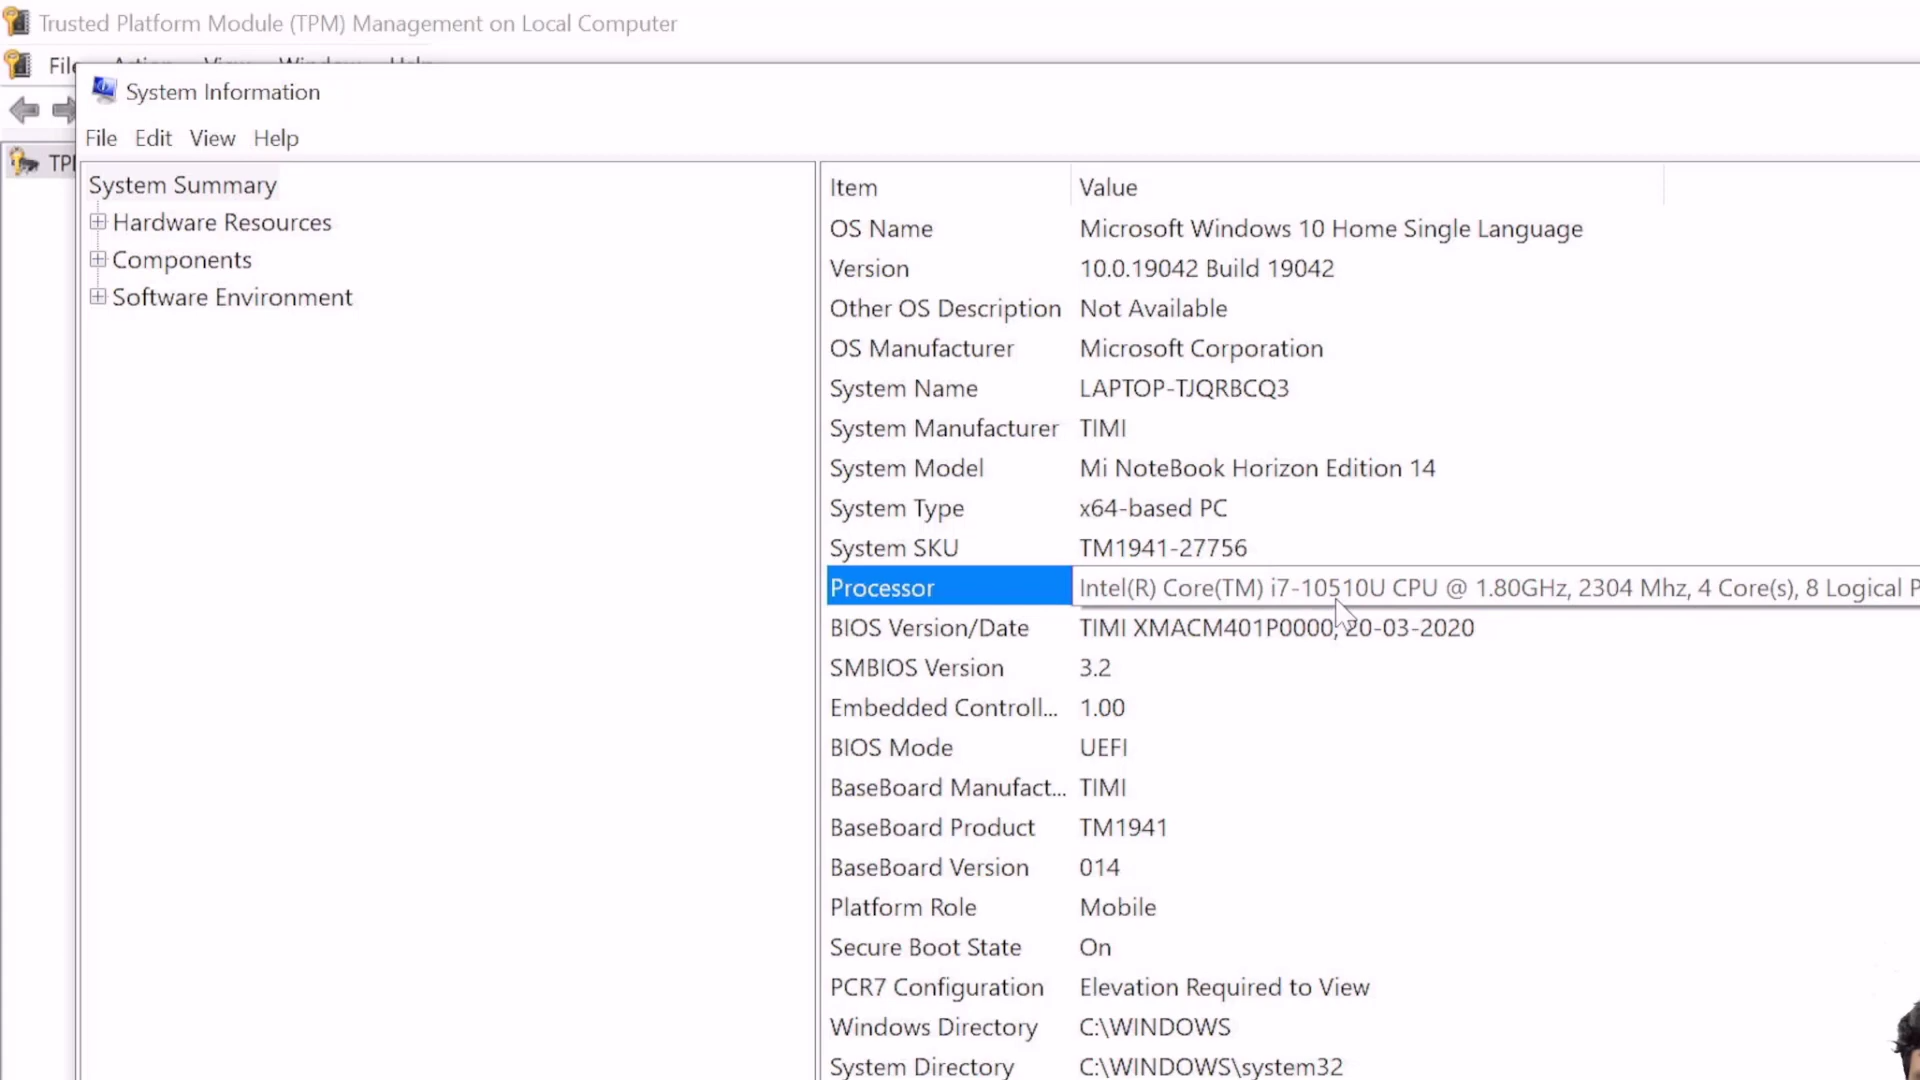 Trusted Platform Module (TPM) Management on Local Computer
File Action View Window Help
System Information
File Edit View Help
System Summary
Hardware Resources
Components
Software Environment
Item Value
OS Name Microsoft Windows 10 Home Single Language
Version 10.0.19042 Build 19042
Other OS Description Not Available
OS Manufacturer Microsoft Corporation
System Name LAPTOP-TJQRBCQ3
System Manufacturer TIMI
System Model Mi NoteBook Horizon Edition 14
System Type x64-based PC
System SKU TM1941-27756
Processor Intel(R) Core(TM) i7-10510U CPU @ 1.80GHz, 2304 Mhz, 4 Core(s), 8 Logical P
BIOS Version/Date TIMI XMACM401P0000, 20-03-2020
SMBIOS Version 3.2
Embedded Controll... 1.00
BIOS Mode UEFI
BaseBoard Manufact... TIMI
BaseBoard Product TM1941
BaseBoard Version 014
Platform Role Mobile
Secure Boot State On
PCR7 Configuration Elevation Required to View
Windows Directory C:\WINDOWS
System Directory C:\WINDOWS\system32